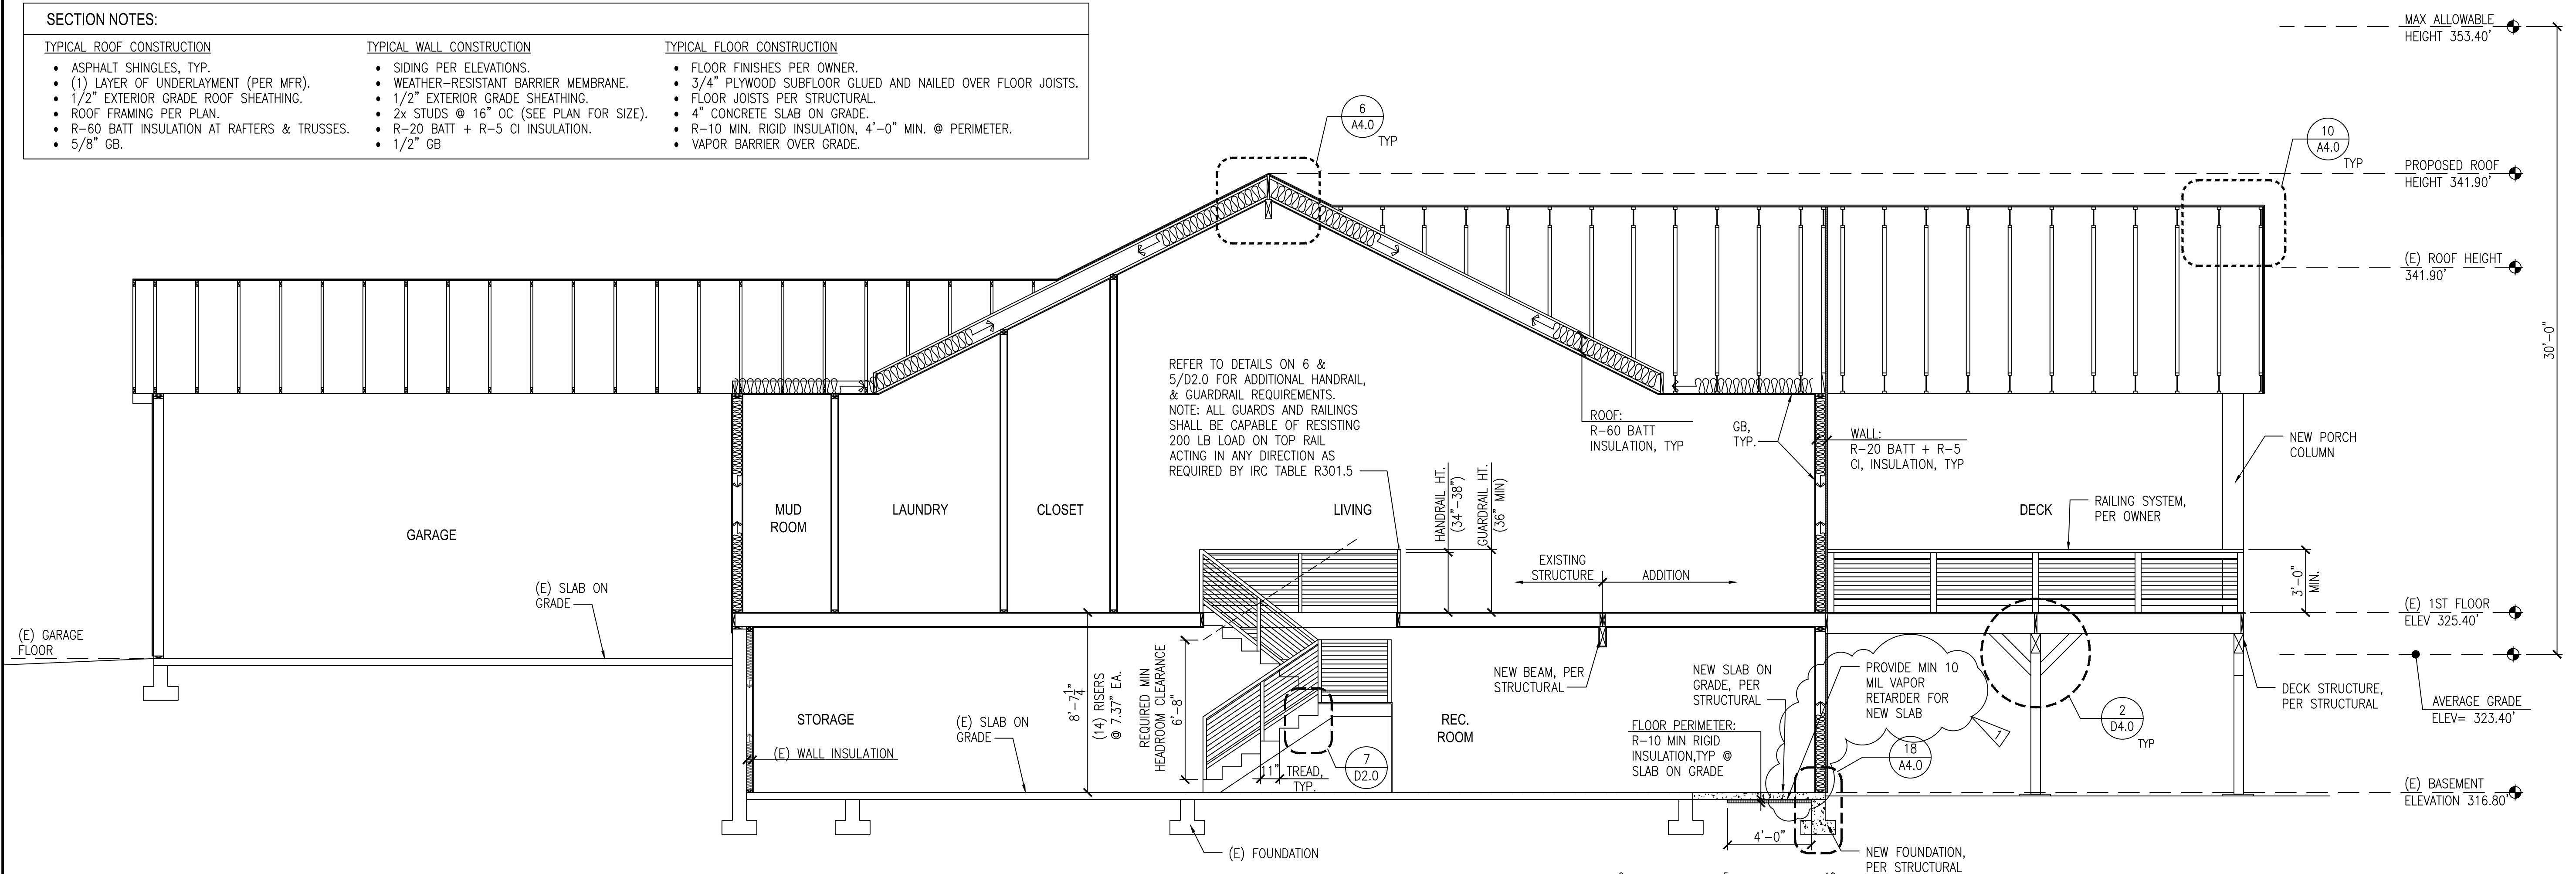 SECTION NOTES:
TYPICAL ROOF CONSTRUCTION
• ASPHALT SHINGLES, TYP.
• (1) LAYER OF UNDERLAYMENT (PER MFR).
• 1/2" EXTERIOR GRADE ROOF SHEATHING.
• ROOF FRAMING PER PLAN.
• R-60 BATT INSULATION AT RAFTERS & TRUSSES.
• 5/8" GB.
TYPICAL WALL CONSTRUCTION
• SIDING PER ELEVATIONS.
• WEATHER-RESISTANT BARRIER MEMBRANE.
• 1/2" EXTERIOR GRADE SHEATHING.
• 2x STUDS @ 16" OC (SEE PLAN FOR SIZE).
• R-20 BATT + R-5 CI INSULATION.
• 1/2" GB
TYPICAL FLOOR CONSTRUCTION
• FLOOR FINISHES PER OWNER.
• 3/4" PLYWOOD SUBFLOOR GLUED AND NAILED OVER FLOOR JOISTS.
• FLOOR JOISTS PER STRUCTURAL.
• 4" CONCRETE SLAB ON GRADE.
• R-10 MIN. RIGID INSULATION, 4'-0" MIN. @ PERIMETER.
• VAPOR BARRIER OVER GRADE.
MAX ALLOWABLE
HEIGHT 353.40'
6
A4.0
TYP
10
A4.0
TYP
PROPOSED ROOF
HEIGHT 341.90'
(E) ROOF HEIGHT
341.90'
30'-0"
REFER TO DETAILS ON 6 &
5/D2.0 FOR ADDITIONAL HANDRAIL,
& GUARDRAIL REQUIREMENTS.
NOTE: ALL GUARDS AND RAILINGS
SHALL BE CAPABLE OF RESISTING
200 LB LOAD ON TOP RAIL
ACTING IN ANY DIRECTION AS
REQUIRED BY IRC TABLE R301.5
ROOF:
R-60 BATT
INSULATION, TYP
GB,
TYP.
WALL:
R-20 BATT + R-5
CI, INSULATION, TYP
NEW PORCH
COLUMN
GARAGE
MUD
ROOM
LAUNDRY
CLOSET
LIVING
HANDRAIL HT.
(34"-38")
GUARDRAIL HT.
(36" MIN)
DECK
RAILING SYSTEM,
PER OWNER
EXISTING
STRUCTURE
ADDITION
3'-0"
MIN.
(E) SLAB ON
GRADE
(E) GARAGE
FLOOR
(E) 1ST FLOOR
ELEV 325.40'
8'-7 1/4"
(14) RISERS
@ 7.37" EA.
REQUIRED MIN
HEADROOM CLEARANCE
6'-8"
NEW BEAM, PER
STRUCTURAL
NEW SLAB ON
GRADE, PER
STRUCTURAL
PROVIDE MIN 10
MIL VAPOR
RETARDER FOR
NEW SLAB
1
DECK STRUCTURE,
PER STRUCTURAL
AVERAGE GRADE
ELEV= 323.40'
STORAGE
(E) SLAB ON
GRADE
(E) WALL INSULATION
REC.
ROOM
FLOOR PERIMETER:
R-10 MIN RIGID
INSULATION,TYP @
SLAB ON GRADE
2
D4.0
TYP
18
A4.0
11" TREAD,
TYP.
7
D2.0
(E) BASEMENT
ELEVATION 316.80'
4'-0"
(E) FOUNDATION
NEW FOUNDATION,
PER STRUCTURAL